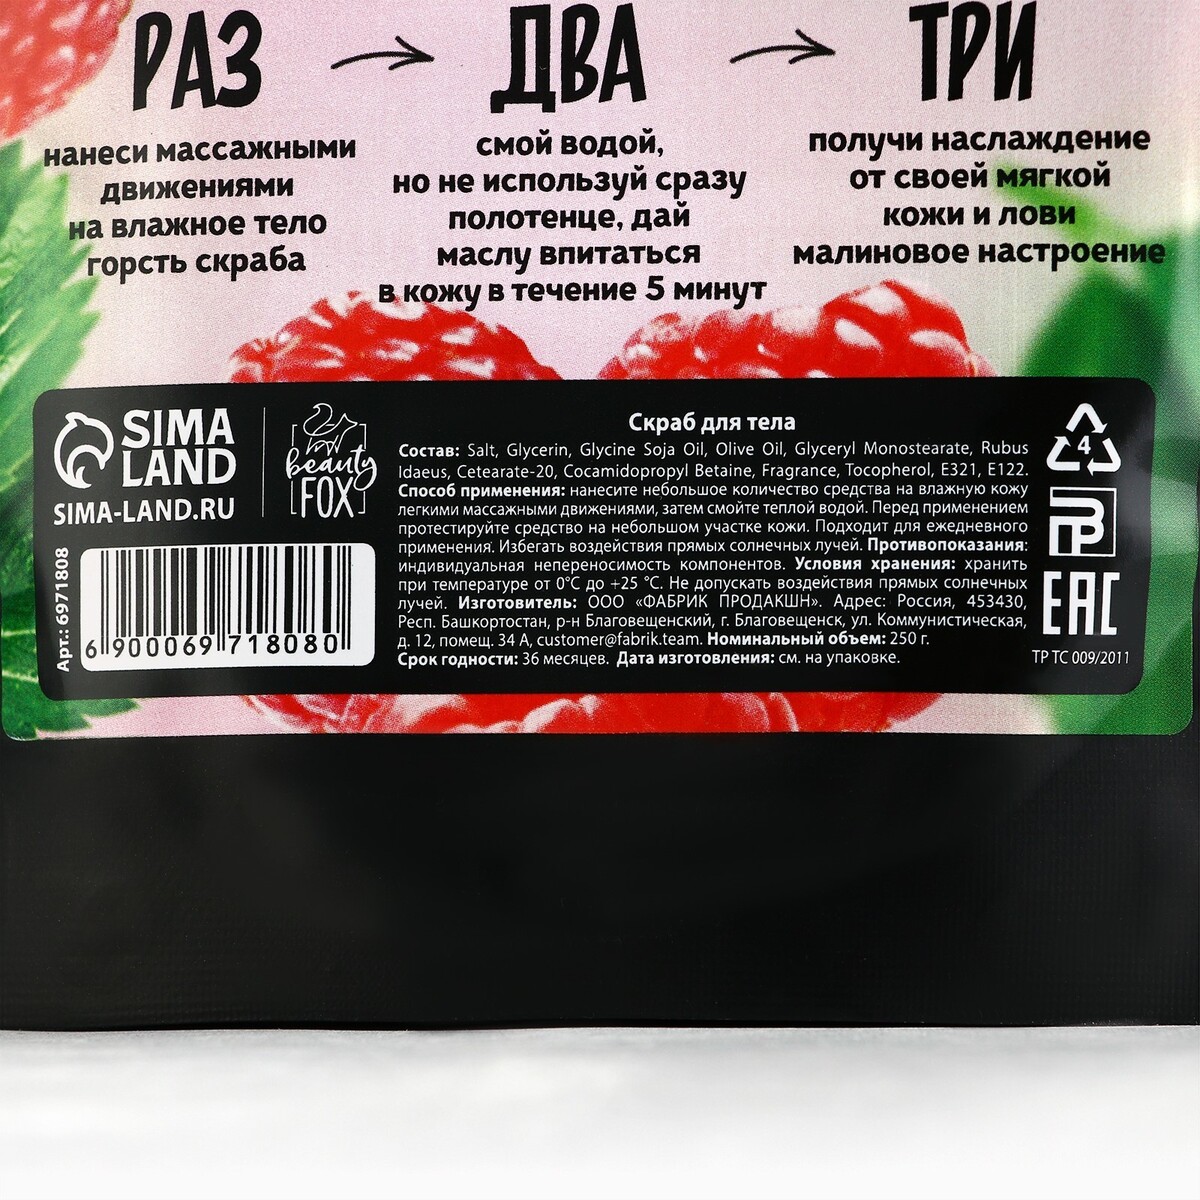 РАЗ
нанеси массажными
движениями
на влажное тело
горсть скраба
ДВА
смой водой,
но не используй сразу
полотенце, дай
маслу впитаться
в кожу в течение 5 минут
ТРИ
получи наслаждение
от своей мягкой
кожи и лови
малиновое настроение
SIMA
LAND
SIMA-LAND.RU
beauty
FOX
Арт.: 6971808
6 900069 718080
Скраб для тела
Состав: Salt, Glycerin, Glycine Soja Oil, Olive Oil, Glyceryl Monostearate, Rubus
Idaeus, Cetearate-20, Cocamidopropyl Betaine, Fragrance, Tocopherol, E321, E122.
Способ применения: нанесите небольшое количество средства на влажную кожу
легкими массажными движениями, затем смойте теплой водой. Перед применением
протестируйте средство на небольшом участке кожи. Подходит для ежедневного
применения. Избегать воздействия прямых солнечных лучей. Противопоказания:
индивидуальная непереносимость компонентов. Условия хранения: хранить
при температуре от 0°С до +25 °С. Не допускать воздействия прямых солнечных
лучей. Изготовитель: ООО «ФАБРИК ПРОДАКШН». Адрес: Россия, 453430,
Респ. Башкортостан, р-н Благовещенский, г. Благовещенск, ул. Коммунистическая,
д. 12, помещ. 34 А, customer@fabrik.team. Номинальный объем: 250 г.
Срок годности: 36 месяцев. Дата изготовления: см. на упаковке.
4
EAC
ТР ТС 009/2011